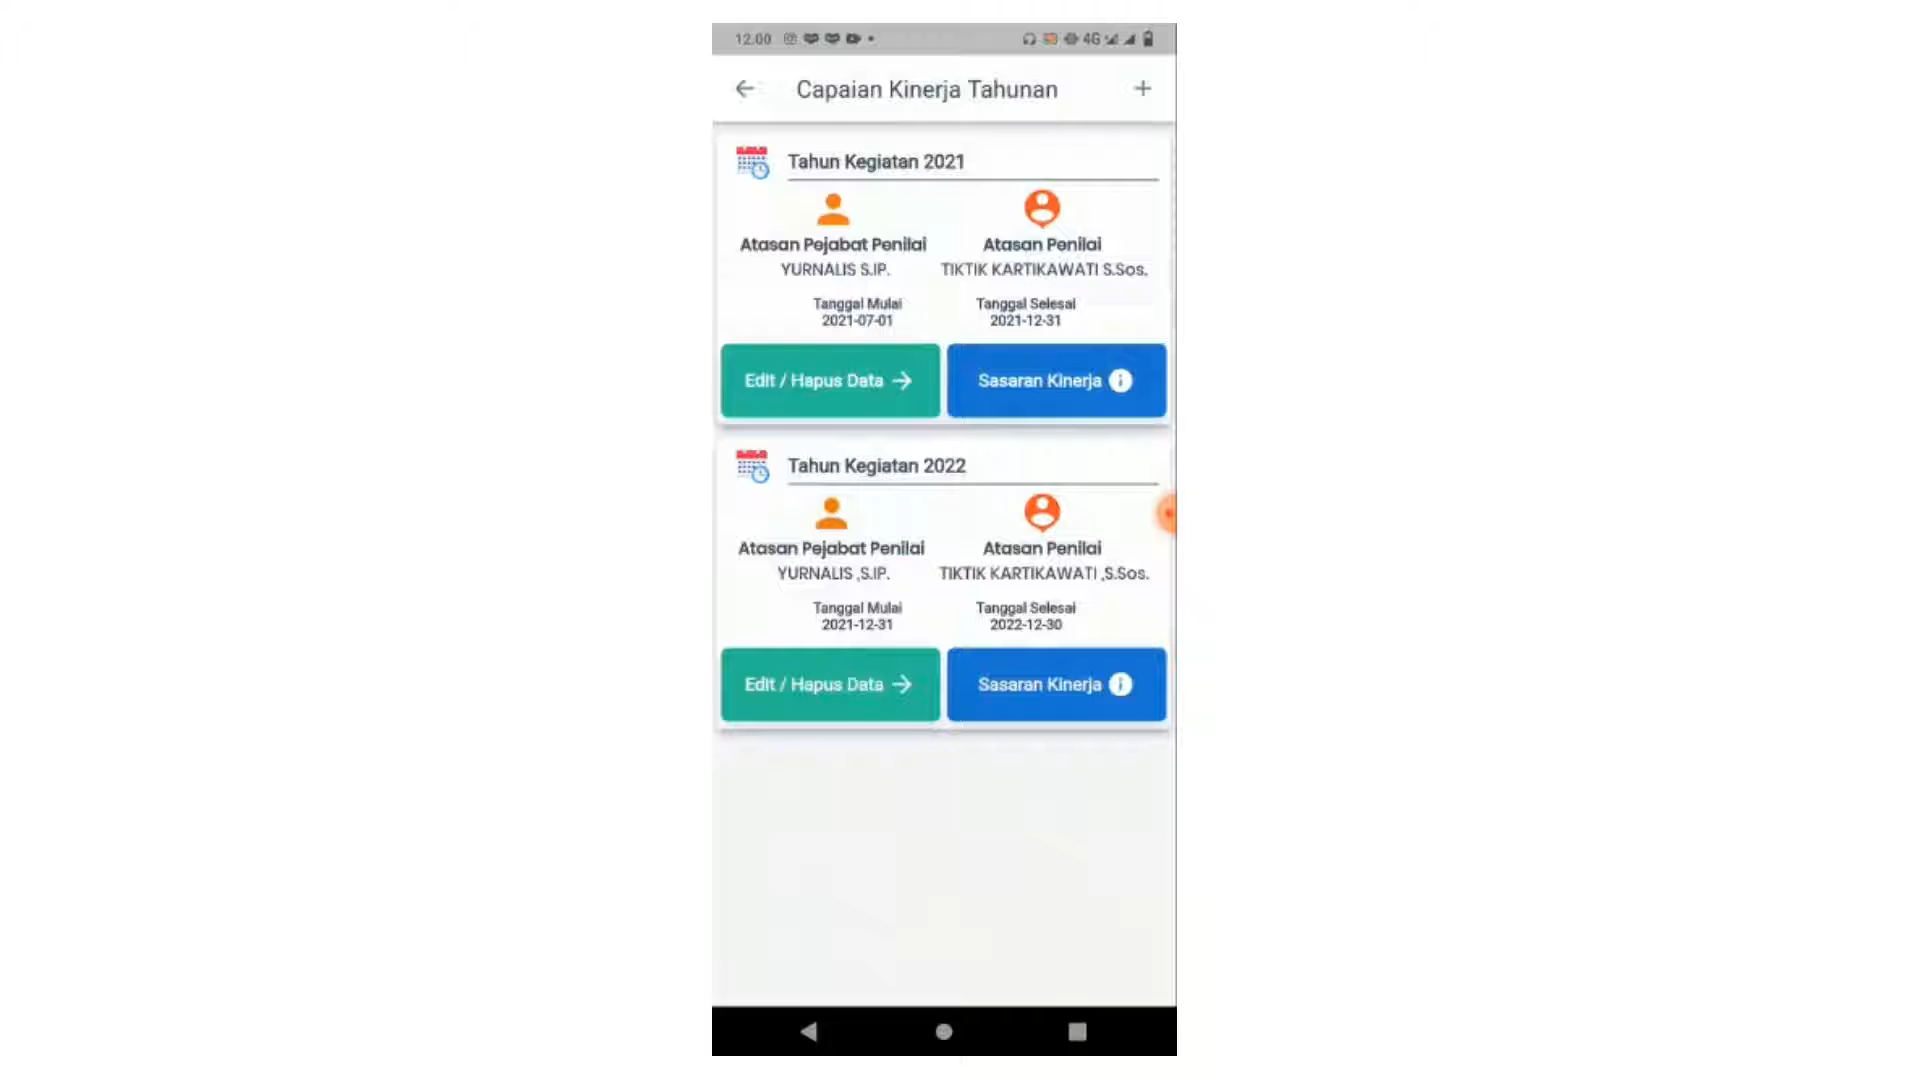 12.00 4G
Capaian Kinerja Tahunan
Tahun Kegiatan 2021
Atasan Pejabat Penilai Atasan Penilai
YURNALIS S.IP. TIKTIK KARTIKAWATI S.Sos.
Tanggal Mulai Tanggal Selesai
2021-07-01 2021-12-31
Edit / Hapus Data Sasaran Kinerja
Tahun Kegiatan 2022
Atasan Pejabat Penilai Atasan Penilai
YURNALIS ,S.IP. TIKTIK KARTIKAWATI ,S.Sos.
Tanggal Mulai Tanggal Selesai
2021-12-31 2022-12-30
Edit / Hapus Data Sasaran Kinerja